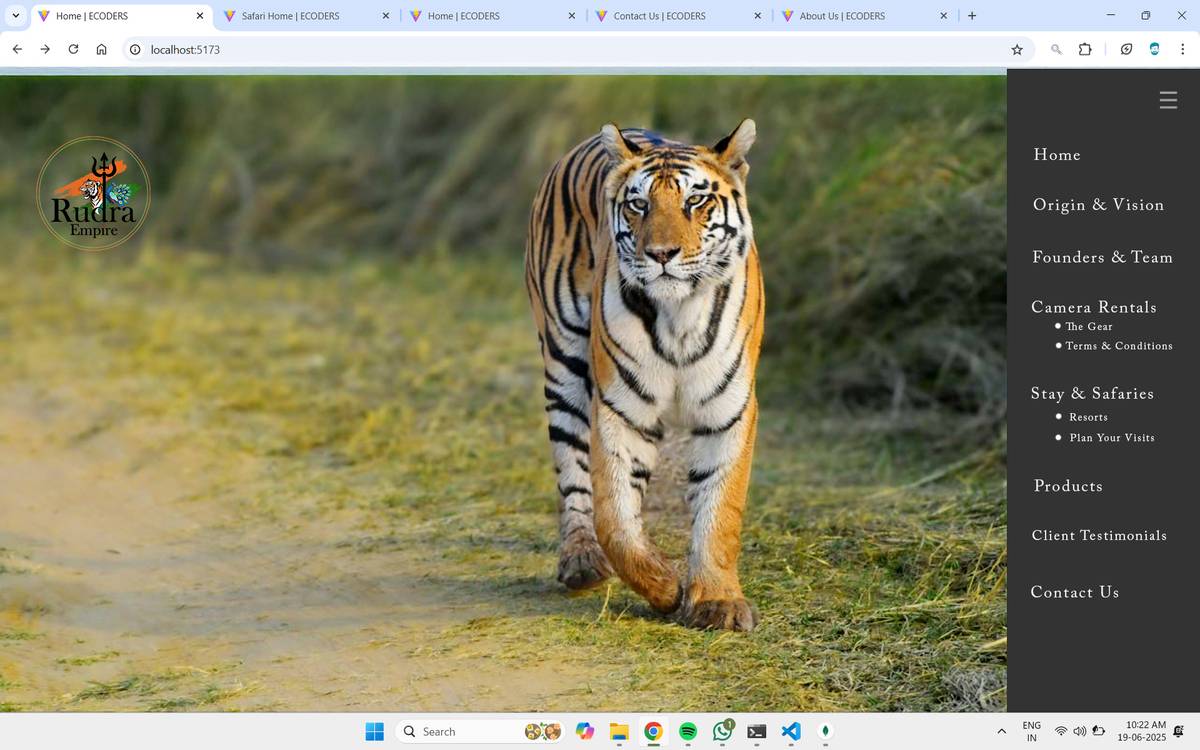 Home | ECODERS
Safari Home | ECODERS
Home | ECODERS
Contact Us | ECODERS
About Us | ECODERS
localhost:5173
Rudra
Empire
Home
Origin & Vision
Founders & Team
Camera Rentals
The Gear
Terms & Conditions
Stay & Safaries
Resorts
Plan Your Visits
Products
Client Testimonials
Contact Us
Search
1
ENG
IN
10:22 AM
19-06-2025